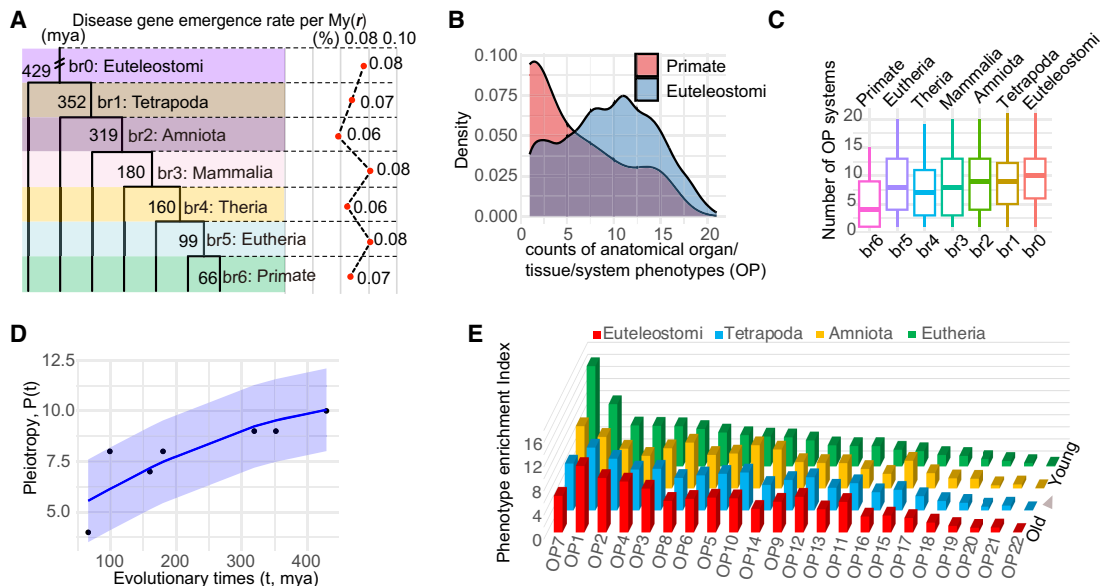 A
Disease gene emergence rate per My(r)
(mya)
(%) 0.08 0.10
429 br0: Euteleostomi 0.08
352 br1: Tetrapoda 0.07
319 br2: Amniota 0.06
180 br3: Mammalia 0.08
160 br4: Theria 0.06
99 br5: Eutheria 0.08
66 br6: Primate 0.07
B
Density
0.100
0.075
0.050
0.025
0.000
Primate
Euteleostomi
0 5 10 15 20
counts of anatomical organ/
tissue/system phenotypes (OP)
C
Primate
Eutheria
Theria
Mammalia
Amniota
Tetrapoda
Euteleostomi
Number of OP systems
20
15
10
5
0
br6 br5 br4 br3 br2 br1 br0
D
Pleiotropy, P(t)
12.5
10.0
7.5
5.0
100 200 300 400
Evolutionary times (t, mya)
E
Euteleostomi Tetrapoda Amniota Eutheria
Phenotype enrichment Index
16
12
8
4
0
Young
Old
OP7 OP1 OP2 OP4 OP3 OP8 OP6 OP5 OP10 OP14 OP9 OP12 OP13 OP11 OP16 OP15 OP17 OP18 OP19 OP20 OP21 OP22